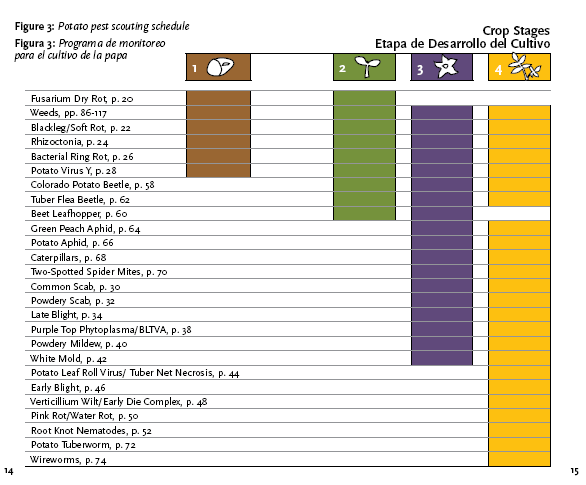 Figure 3: Potato pest scouting schedule
Figura 3: Programa de monitoreo
para el cultivo de la papa
Crop Stages
Etapa de Desarrollo del Cultivo
1
2
3
4
Fusarium Dry Rot, p. 20
Weeds, pp. 86-117
Blackleg/Soft Rot, p. 22
Rhizoctonia, p. 24
Bacterial Ring Rot, p. 26
Potato Virus Y, p. 28
Colorado Potato Beetle, p. 58
Tuber Flea Beetle, p. 62
Beet Leafhopper, p. 60
Green Peach Aphid, p. 64
Potato Aphid, p. 66
Caterpillars, p. 68
Two-Spotted Spider Mites, p. 70
Common Scab, p. 30
Powdery Scab, p. 32
Late Blight, p. 34
Purple Top Phytoplasma/BLTVA, p. 38
Powdery Mildew, p. 40
White Mold, p. 42
Potato Leaf Roll Virus/ Tuber Net Necrosis, p. 44
Early Blight, p. 46
Verticillium Wilt/Early Die Complex, p. 48
Pink Rot/Water Rot, p. 50
Root Knot Nematodes, p. 52
Potato Tuberworm, p. 72
Wireworms, p. 74
14
15